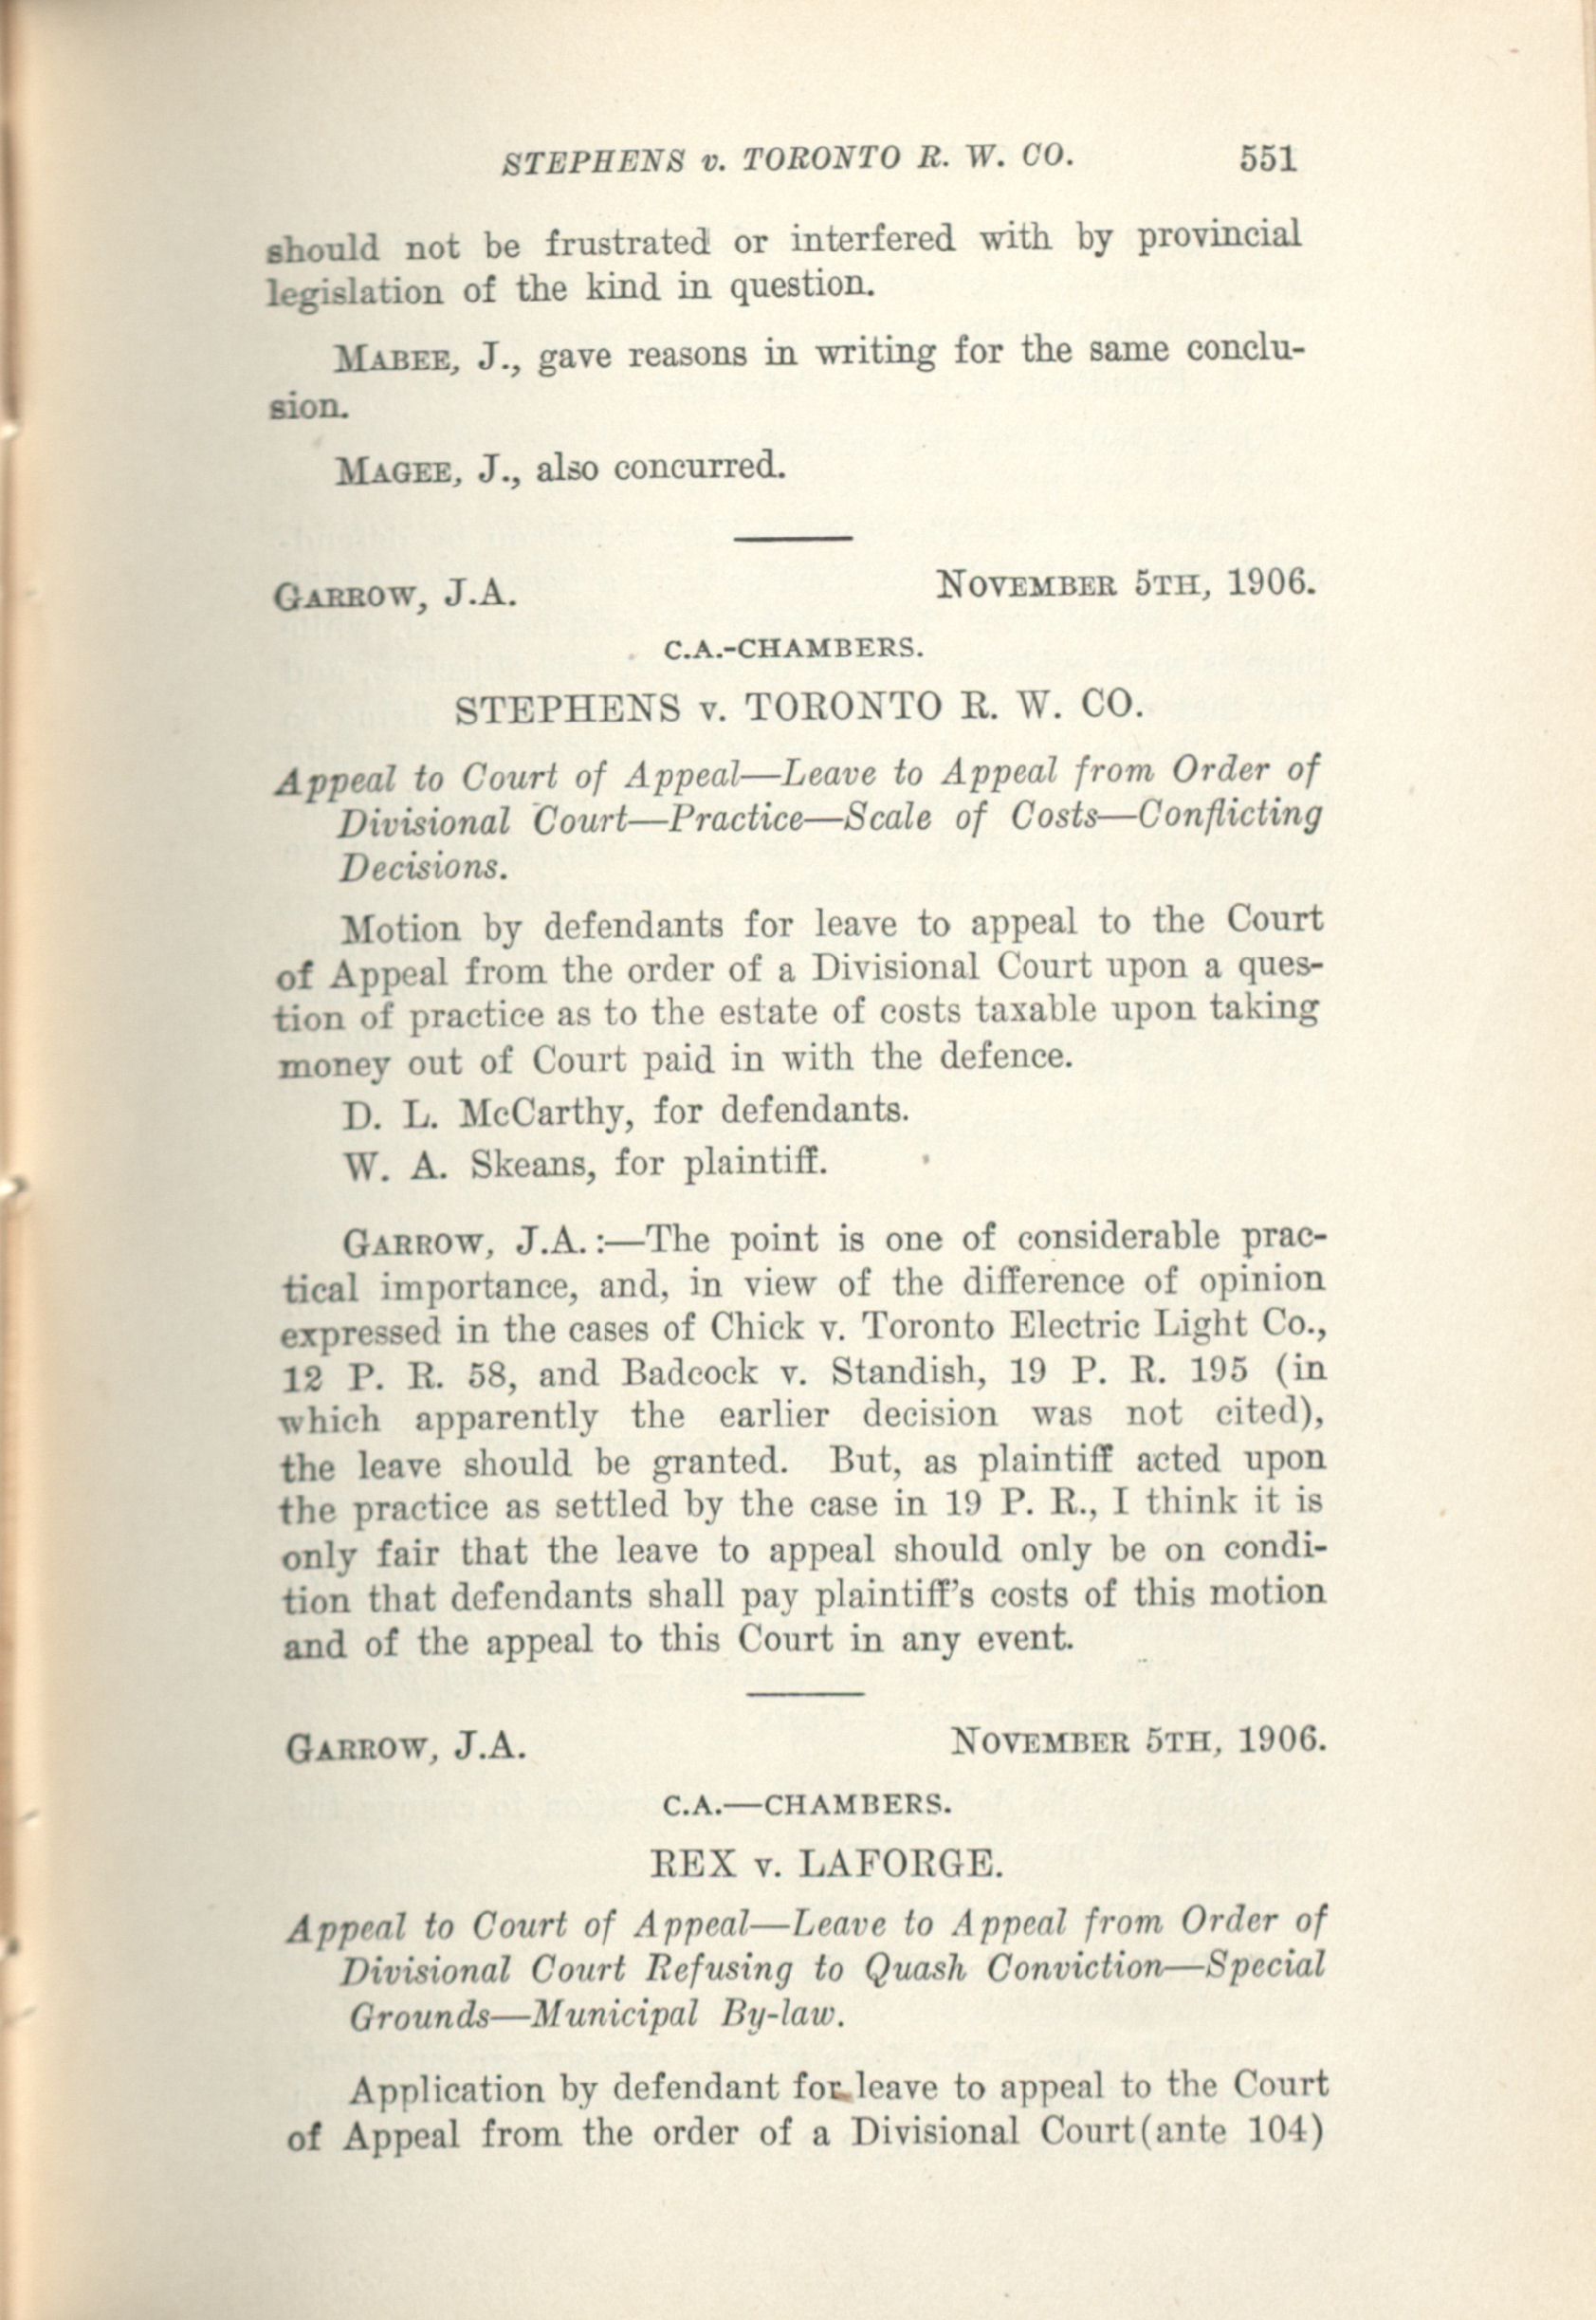 STEPHENS v. TORONTO R. W. CO. 551
should not be frustrated or interfered with by provincial
legislation of the kind in question.
MABEE, J., gave reasons in writing for the same conclu-
sion.
MAGEE, J., also concurred.
GARROW, J.A. NOVEMBER 5TH, 1906.
C.A.-CHAMBERS.
STEPHENS v. TORONTO R. W. CO.
Appeal to Court of Appeal—Leave to Appeal from Order of
Divisional Court—Practice—Scale of Costs—Conflicting
Decisions.
Motion by defendants for leave to appeal to the Court
of Appeal from the order of a Divisional Court upon a ques-
tion of practice as to the estate of costs taxable upon taking
money out of Court paid in with the defence.
D. L. McCarthy, for defendants.
W. A. Skeans, for plaintiff.
GARROW, J.A.:—The point is one of considerable prac-
tical importance, and, in view of the difference of opinion
expressed in the cases of Chick v. Toronto Electric Light Co.,
12 P. R. 58, and Badcock v. Standish, 19 P. R. 195 (in
which apparently the earlier decision was not cited),
the leave should be granted. But, as plaintiff acted upon
the practice as settled by the case in 19 P. R., I think it is
only fair that the leave to appeal should only be on condi-
tion that defendants shall pay plaintiff's costs of this motion
and of the appeal to this Court in any event.
GARROW, J.A. NOVEMBER 5TH, 1906.
C.A.—CHAMBERS.
REX v. LAFORGE.
Appeal to Court of Appeal—Leave to Appeal from Order of
Divisional Court Refusing to Quash Conviction—Special
Grounds—Municipal By-law.
Application by defendant for leave to appeal to the Court
of Appeal from the order of a Divisional Court(ante 104)